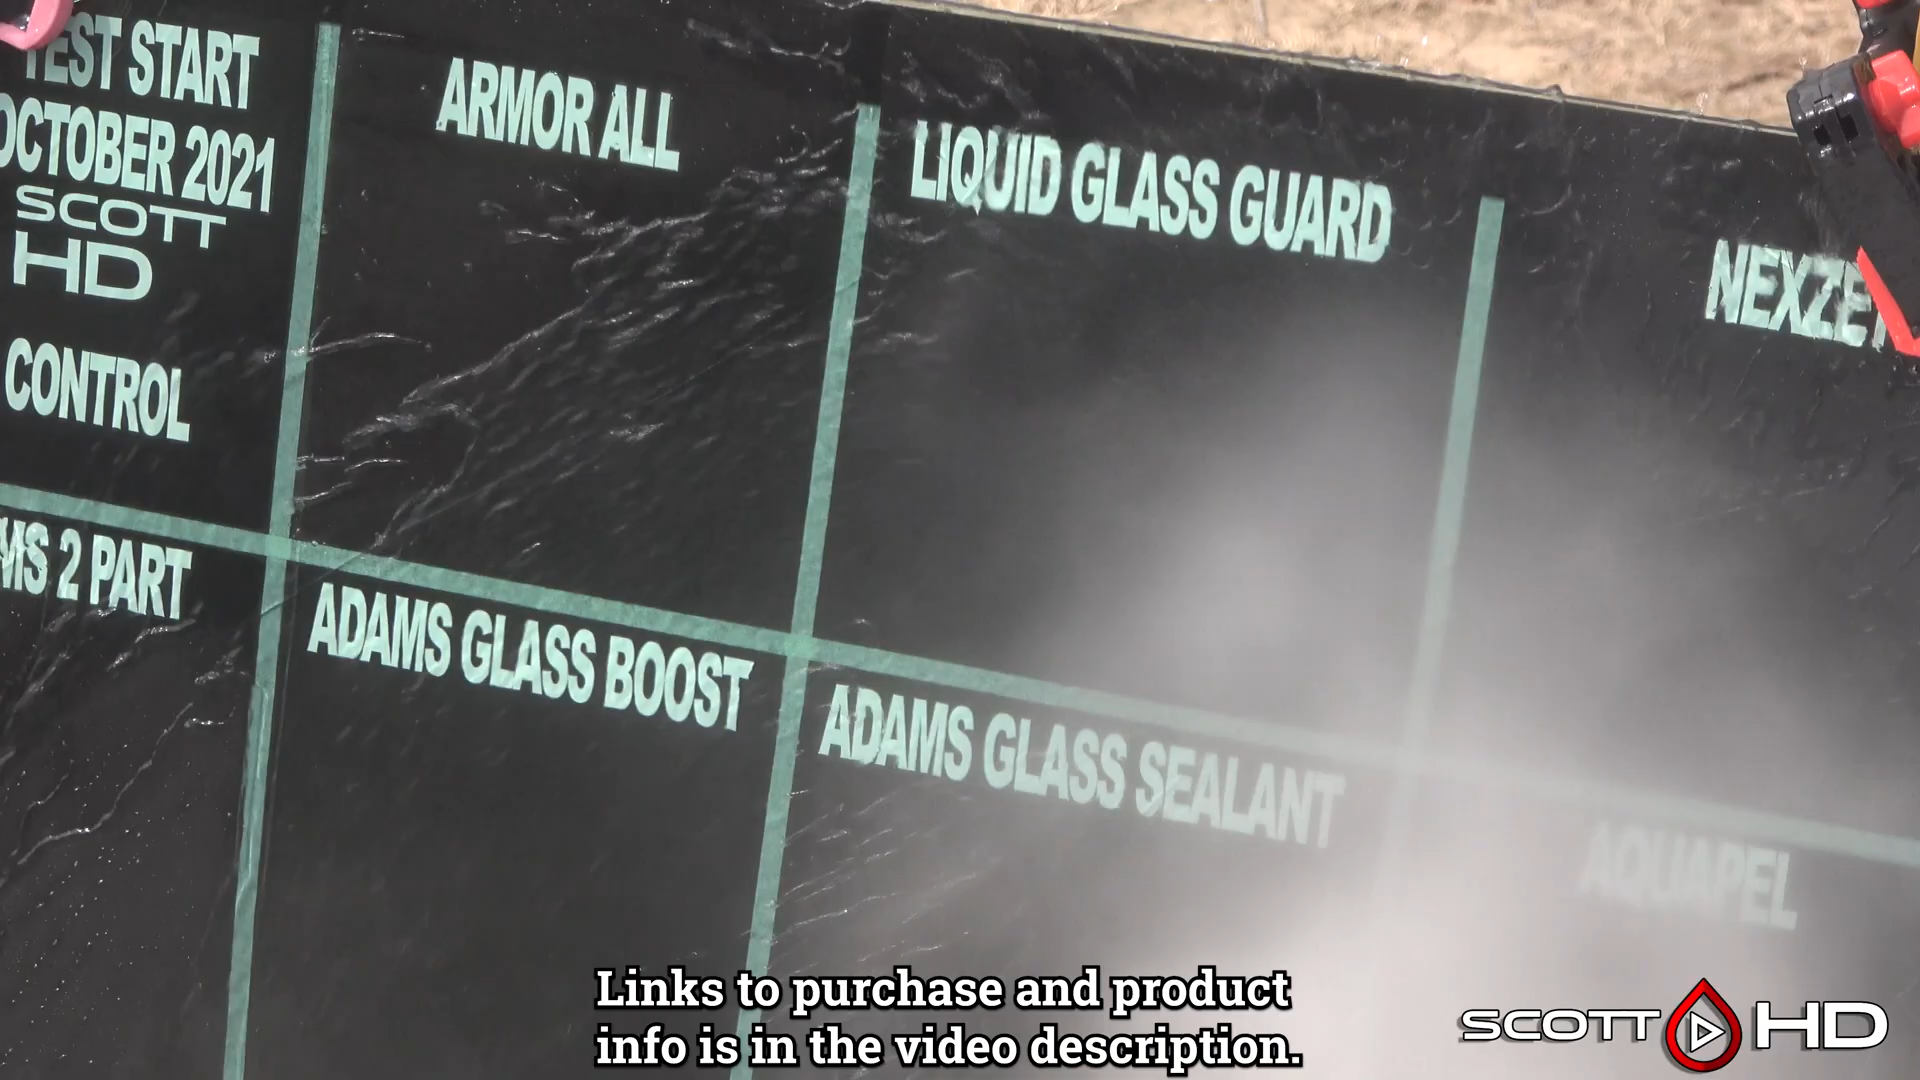 TEST START
OCTOBER 2021
SCOTT
HD
CONTROL
ARMOR ALL
LIQUID GLASS GUARD
2 PART
ADAMS GLASS BOOST
ADAMS GLASS SEALANT
AQUAPEL
Links to purchase and product
info is in the video description.
SCOTT HD